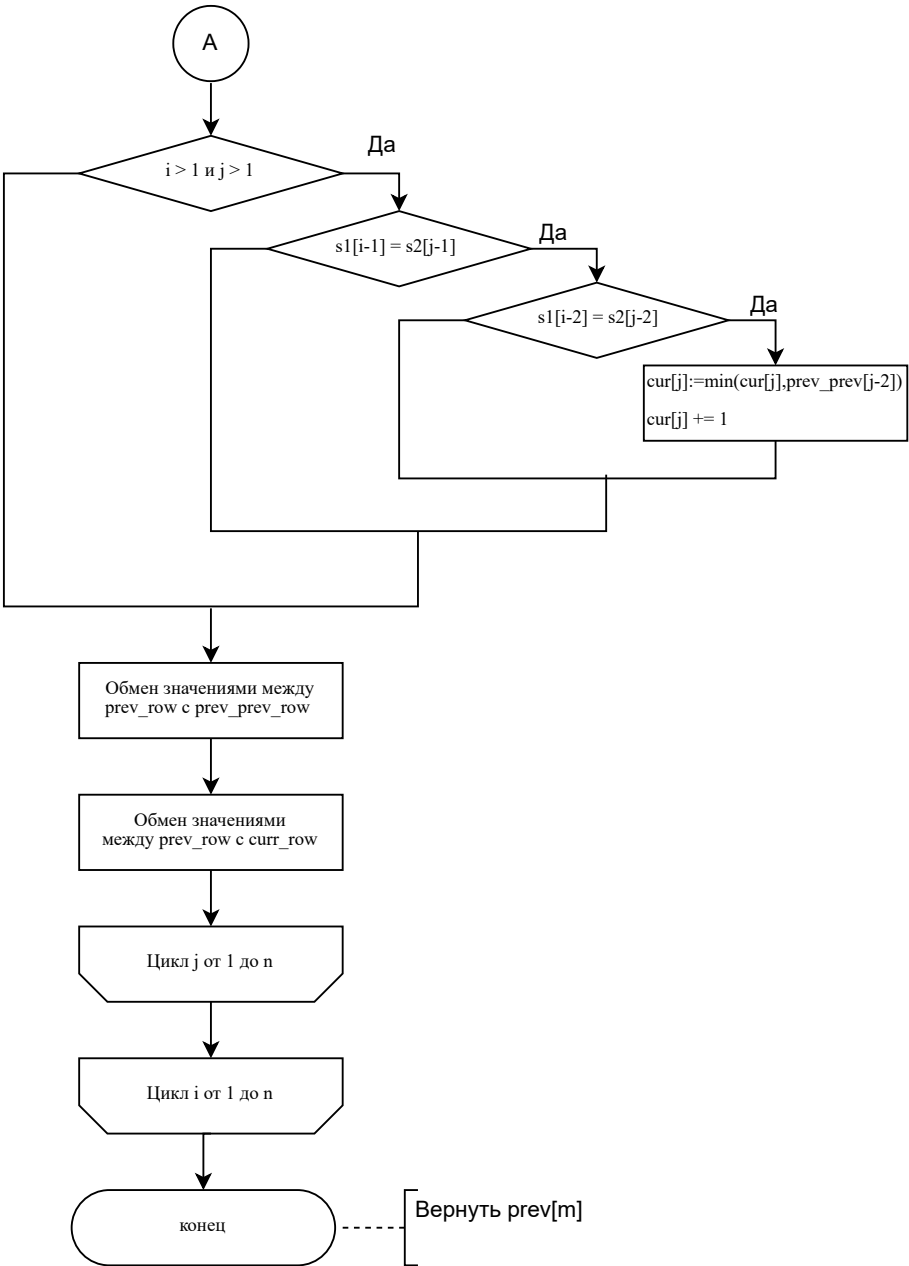 A
Да
i > 1 и j > 1
Да
s1[i-1] = s2[j-1]
Да
s1[i-2] = s2[j-2]
cur[j]:=min(cur[j],prev_prev[j-2])
cur[j] += 1
Обмен значениями между
prev_row с prev_prev_row
Обмен значениями
между prev_row с curr_row
Цикл j от 1 до n
Цикл i от 1 до n
конец
Вернуть prev[m]